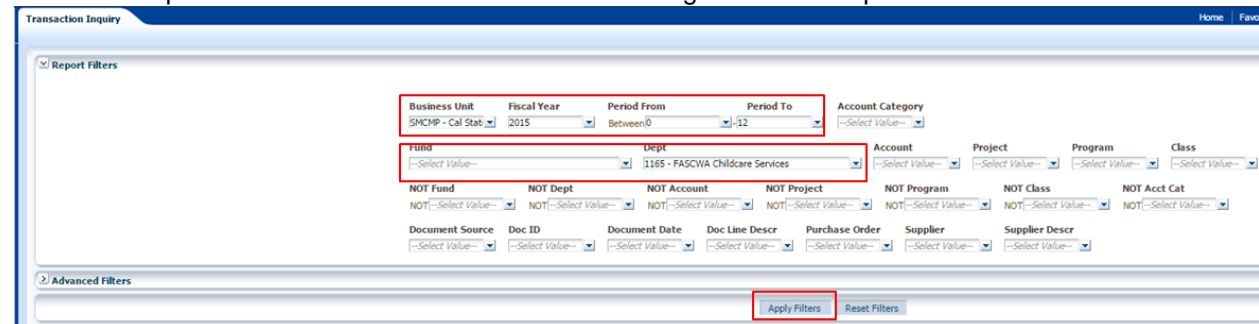 Transaction Inquiry Home Favo
Report Filters
Business Unit Fiscal Year Period From Period To Account Category
SMCMP - Cal Stat 2015 Between 0 - 12 --Select Value--
Fund Dept Account Project Program Class
--Select Value-- 1165 - FASCWA Childcare Services --Select Value-- --Select Value-- --Select Value-- --Select Value--
NOT Fund NOT Dept NOT Account NOT Project NOT Program NOT Class NOT Acct Cat
NOT --Select Value-- NOT --Select Value-- NOT --Select Value-- NOT --Select Value-- NOT --Select Value-- NOT --Select Value-- NOT --Select Value--
Document Source Doc ID Document Date Doc Line Descr Purchase Order Supplier Supplier Descr
--Select Value-- --Select Value-- --Select Value-- --Select Value-- --Select Value-- --Select Value-- --Select Value--
Advanced Filters
Apply Filters Reset Filters